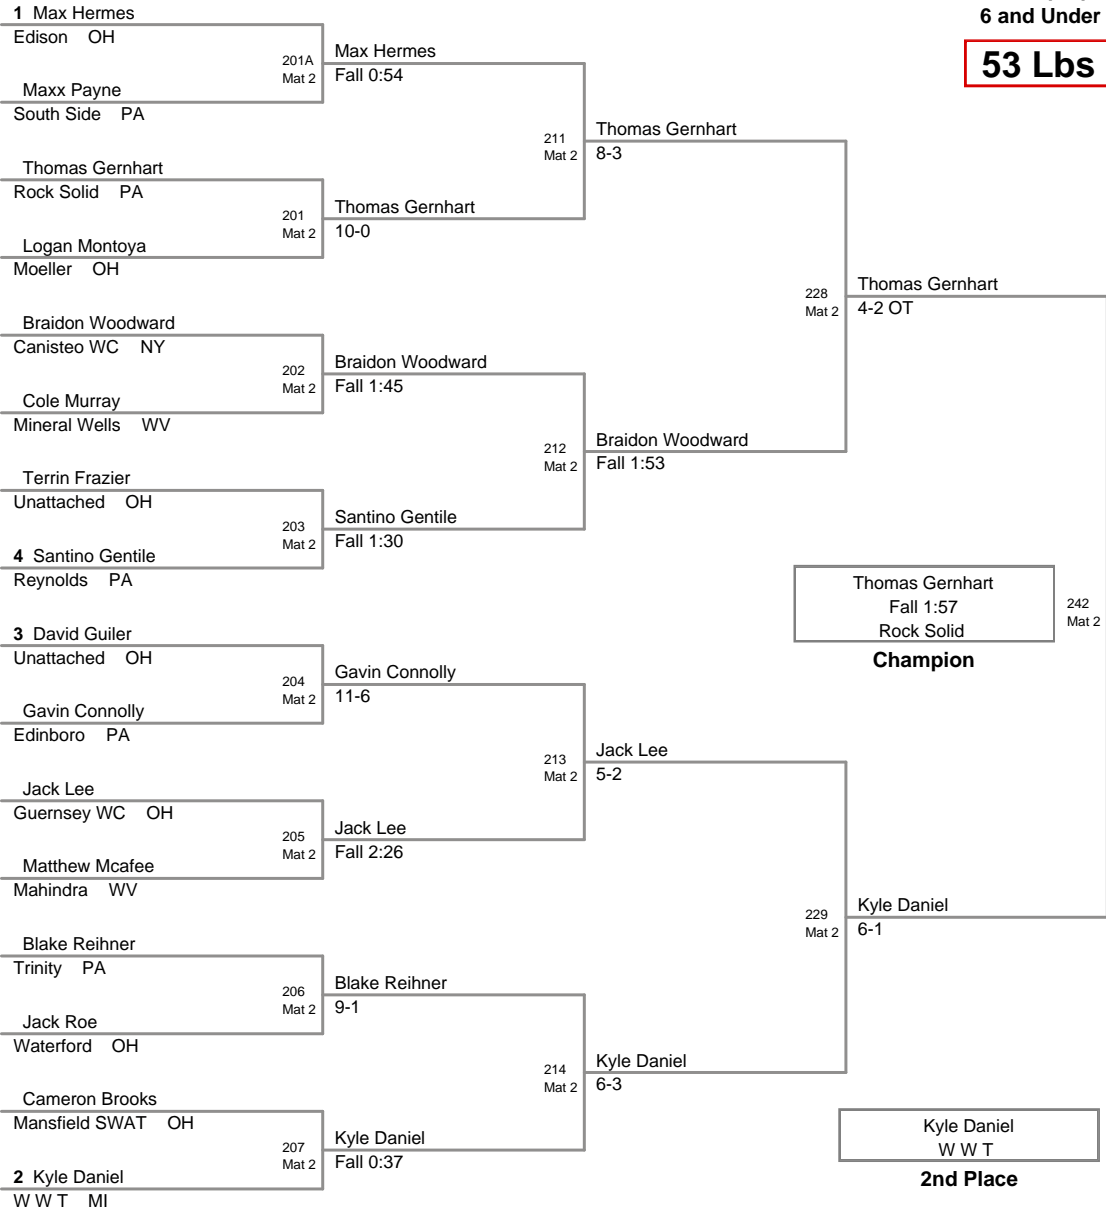 6 and Under
53 Lbs
1 Max Hermes
Edison OH
201A
Mat 2
Max Hermes
Fall 0:54
Maxx Payne
South Side PA
211
Mat 2
Thomas Gernhart
8-3
Thomas Gernhart
Rock Solid PA
201
Mat 2
Thomas Gernhart
10-0
Logan Montoya
Moeller OH
228
Mat 2
Thomas Gernhart
4-2 OT
Braidon Woodward
Canisteo WC NY
202
Mat 2
Braidon Woodward
Fall 1:45
Cole Murray
Mineral Wells WV
212
Mat 2
Braidon Woodward
Fall 1:53
Terrin Frazier
Unattached OH
203
Mat 2
Santino Gentile
Fall 1:30
4 Santino Gentile
Reynolds PA
Thomas Gernhart
Fall 1:57
Rock Solid
242
Mat 2
Champion
3 David Guiler
Unattached OH
204
Mat 2
Gavin Connolly
11-6
Gavin Connolly
Edinboro PA
213
Mat 2
Jack Lee
5-2
Jack Lee
Guernsey WC OH
205
Mat 2
Jack Lee
Fall 2:26
Matthew Mcafee
Mahindra WV
229
Mat 2
Kyle Daniel
6-1
Blake Reihner
Trinity PA
206
Mat 2
Blake Reihner
9-1
Jack Roe
Waterford OH
214
Mat 2
Kyle Daniel
6-3
Cameron Brooks
Mansfield SWAT OH
207
Mat 2
Kyle Daniel
Fall 0:37
2 Kyle Daniel
W W T MI
Kyle Daniel
W W T
2nd Place